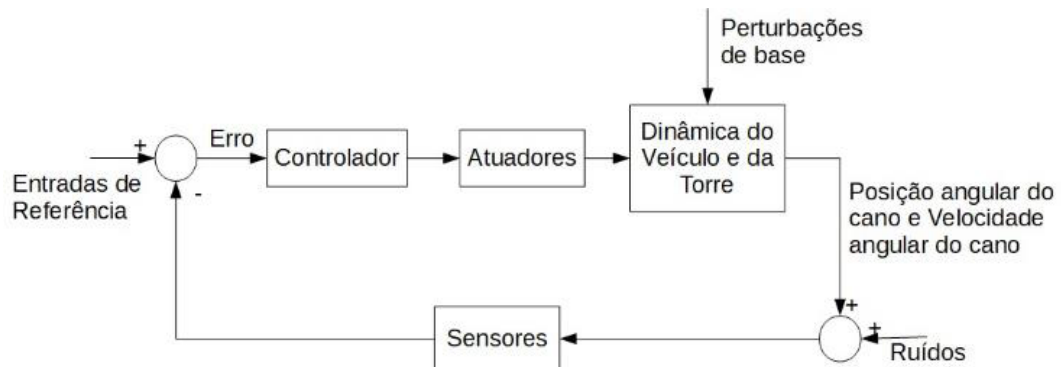 Perturbações
de base
+
Erro
Controlador
Atuadores
Dinâmica do
Veículo e da
Torre
Entradas de
Referência
-
Posição angular do
cano e Velocidade
angular do cano
+
+
Sensores
Ruídos